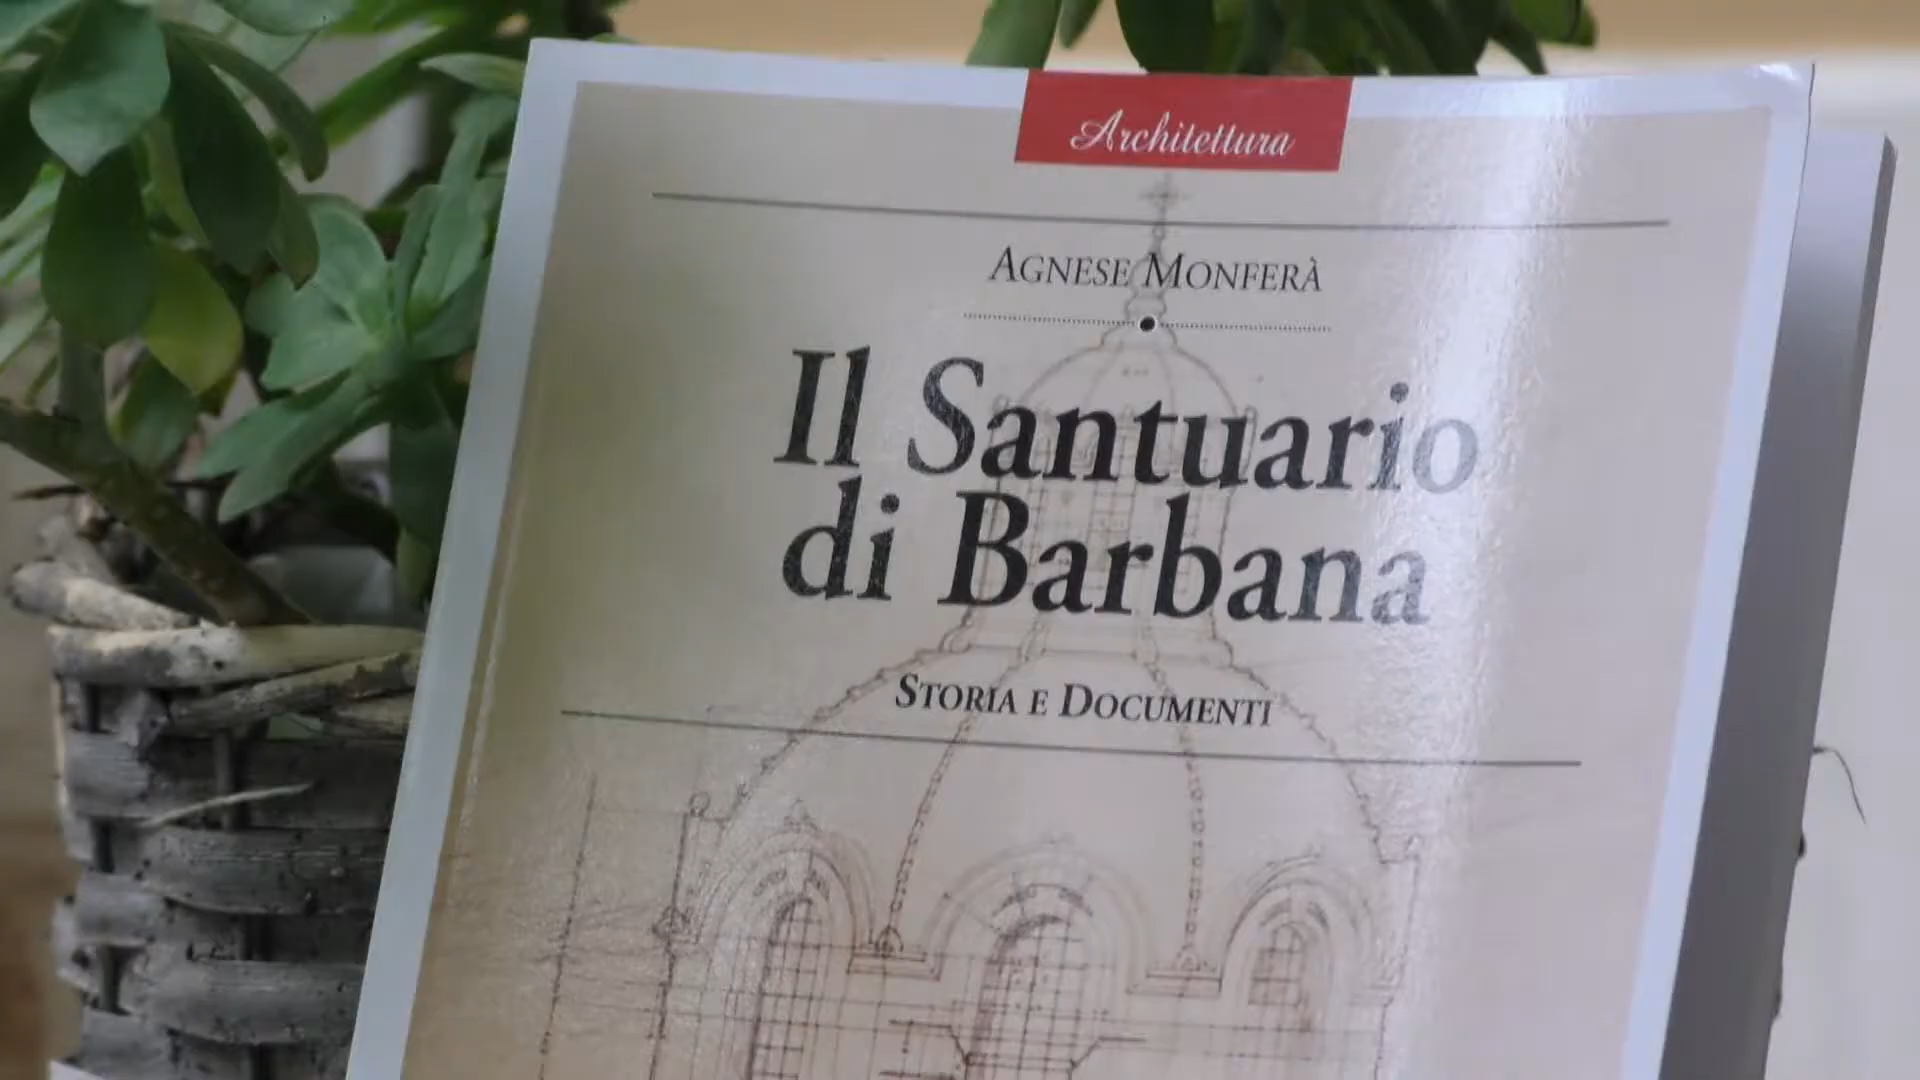 Architettura
AGNESE MONFERÀ
Il Santuario
di Barbana
STORIA E DOCUMENTI